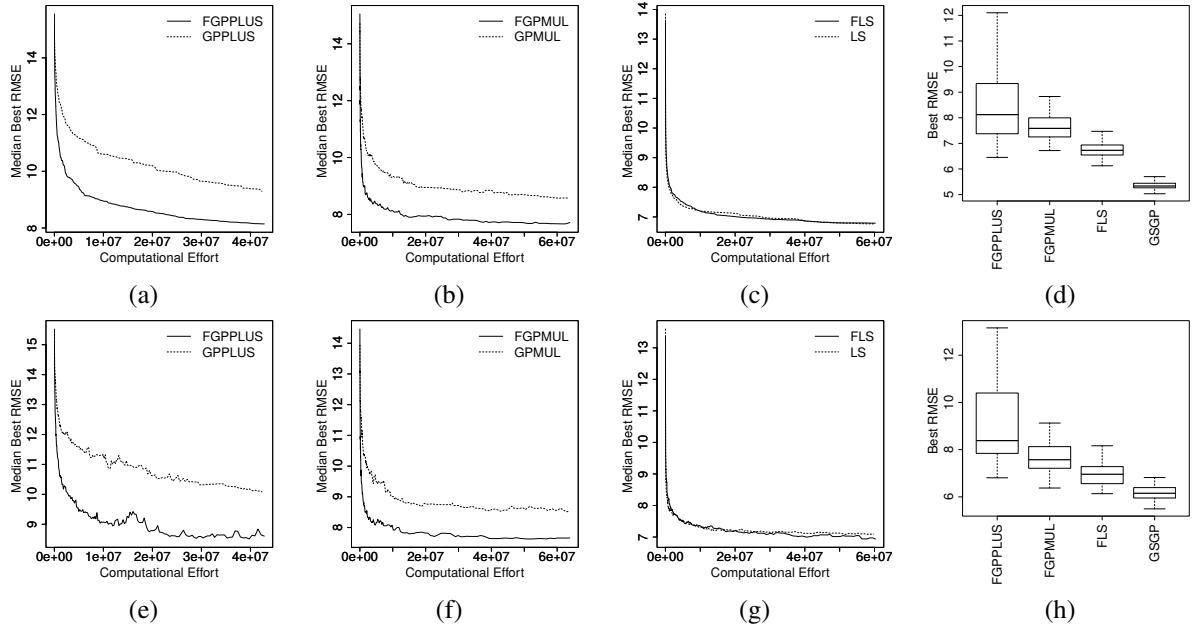 FGPPLUS
GPPLUS
Median Best RMSE
14
12
10
8
0e+00 1e+07 2e+07 3e+07 4e+07
Computational Effort
(a)
FGPMUL
GPMUL
Median Best RMSE
14
12
10
8
0e+00 2e+07 4e+07 6e+07
Computational Effort
(b)
FLS
LS
Median Best RMSE
14
13
12
11
10
9
8
7
0e+00 2e+07 4e+07 6e+07
Computational Effort
(c)
Best RMSE
12
11
10
9
8
7
6
5
FGPPLUS
FGPMUL
FLS
GSGP
(d)
FGPPLUS
GPPLUS
Median Best RMSE
15
14
13
12
11
10
9
0e+00 1e+07 2e+07 3e+07 4e+07
Computational Effort
(e)
FGPMUL
GPMUL
Median Best RMSE
14
13
12
11
10
9
8
0e+00 2e+07 4e+07 6e+07
Computational Effort
(f)
FLS
LS
Median Best RMSE
13
12
11
10
9
8
7
0e+00 2e+07 4e+07 6e+07
Computational Effort
(g)
Best RMSE
12
10
8
6
FGPPLUS
FGPMUL
FLS
GSGP
(h)